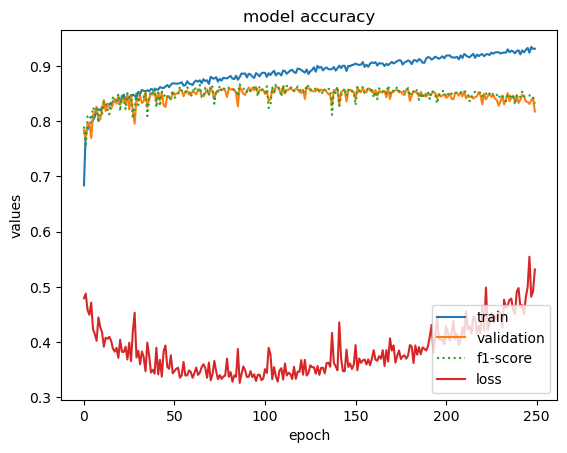 model accuracy
values
0.9
0.8
0.7
0.6
0.5
0.4
0.3
train
validation
f1-score
loss
0
50
100
150
200
250
epoch